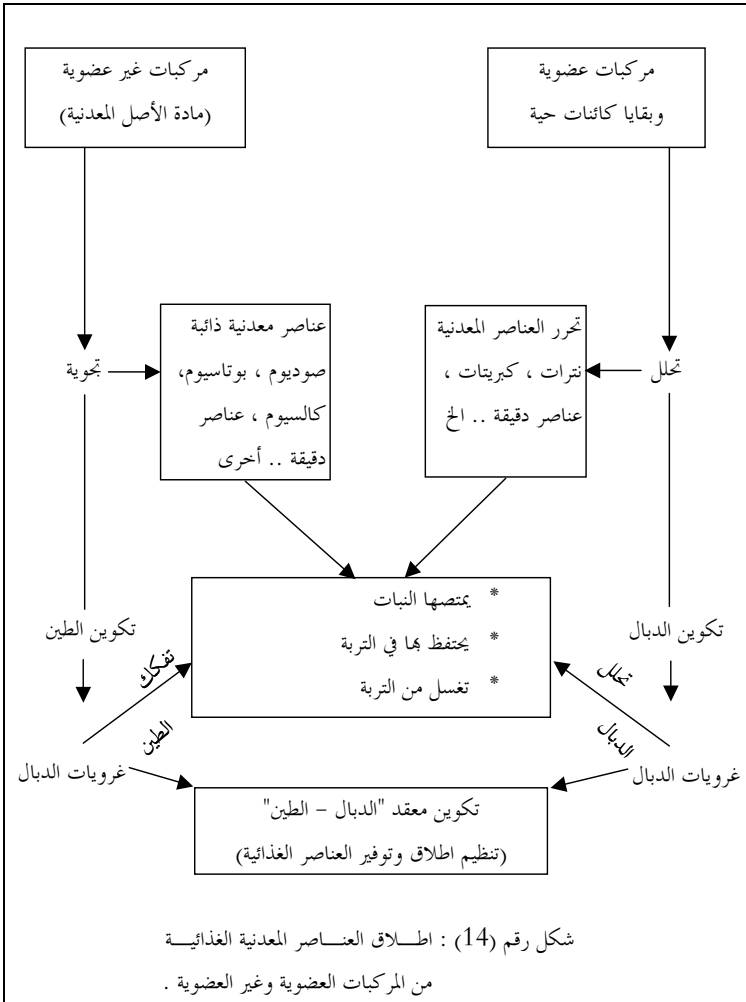 مركبات عضوية
وبقايا كائنات حية
مركبات غير عضوية
(مادة الأصل المعدنية)
تحلل
تحرر العناصر المعدنية
نترات ، كبريتات ،
عناصر دقيقة .. الخ
عناصر معدنية ذائبة
صوديوم ، بوتاسيوم،
كالسيوم ، عناصر
دقيقة .. أخرى
تجوية
* يمتصها النبات
* يحتفظ بها في التربة
* تغسل من التربة
تكوين الدبال
تكوين الطين
تحلل
الدبال
تفكك
الطين
غرويات الدبال
غرويات الدبال
تكوين معقد "الدبال – الطين"
(تنظيم اطلاق وتوفير العناصر الغذائية)
شكل رقم (14) : اطـــلاق العنـــاصر المعدنية الغذائيـــة
من المركبات العضوية وغير العضوية .